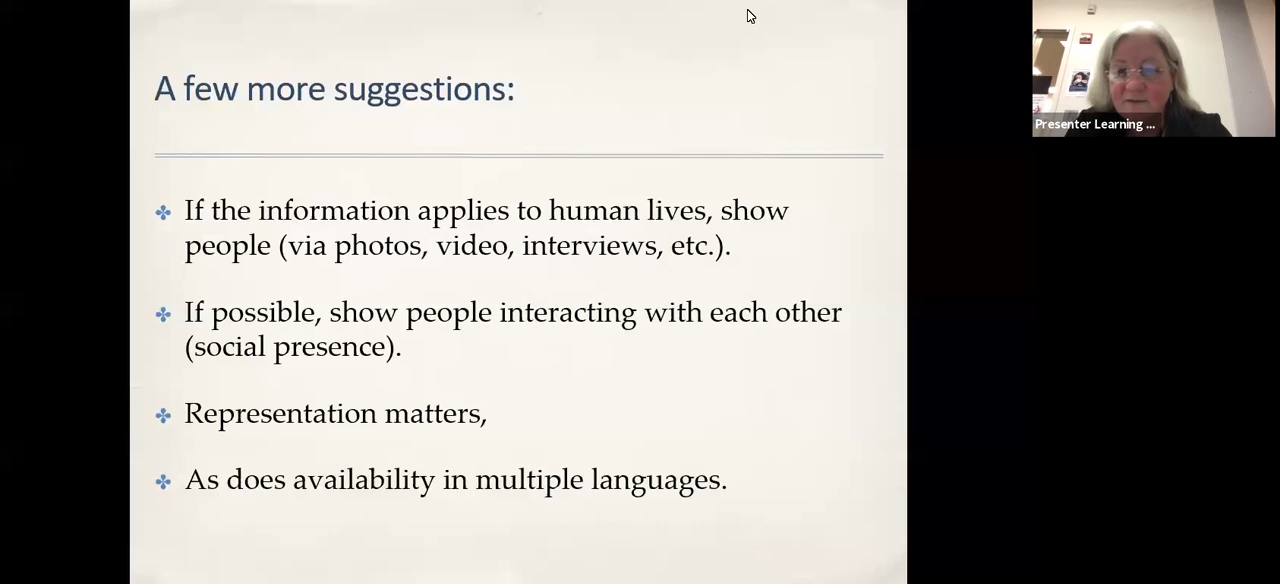 A few more suggestions:
If the information applies to human lives, show
people (via photos, video, interviews, etc.).
If possible, show people interacting with each other
(social presence).
Representation matters,
As does availability in multiple languages.
Presenter Learning ...